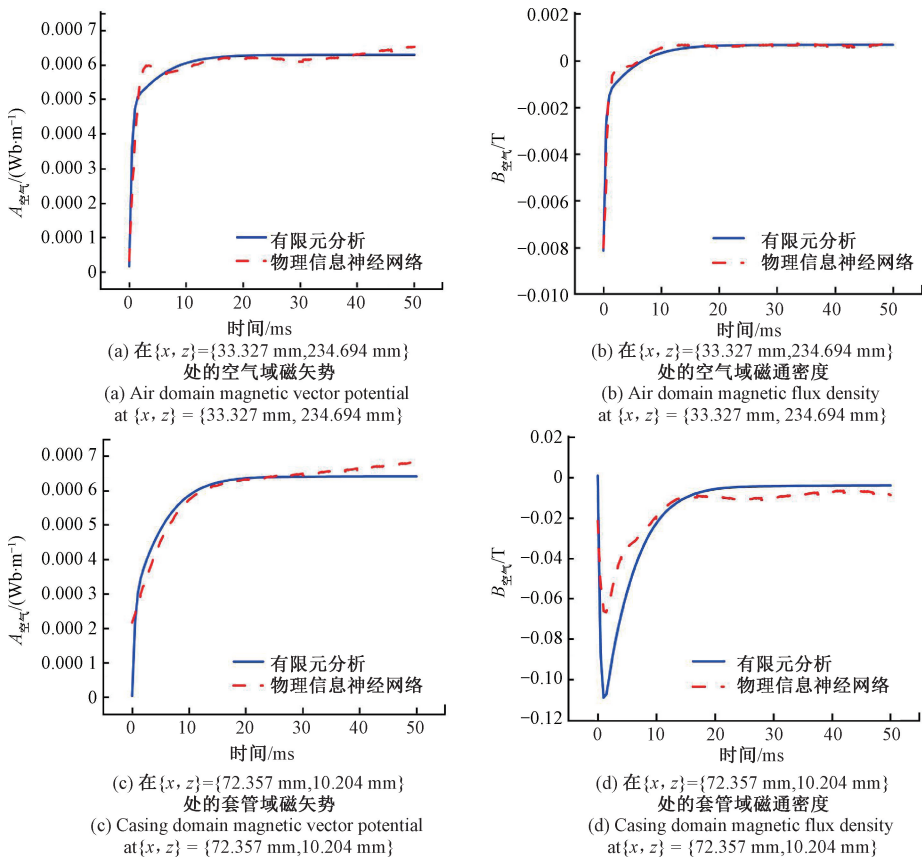 0.000 7
0.000 6
0.000 5
0.000 4
0.000 3
0.000 2
0.000 1
0
A空气/(Wb·m⁻¹)
有限元分析
物理信息神经网络
0 10 20 30 40 50
时间/ms
(a) 在{x, z}={33.327 mm,234.694 mm}
处的空气域磁矢势
(a) Air domain magnetic vector potential
at {x, z} = {33.327 mm, 234.694 mm}
0.002
0
−0.002
−0.004
−0.006
−0.008
−0.010
B空气/T
有限元分析
物理信息神经网络
0 10 20 30 40 50
时间/ms
(b) 在{x, z}={33.327 mm,234.694 mm}
处的空气域磁通密度
(b) Air domain magnetic flux density
at {x, z} = {33.327 mm, 234.694 mm}
0.000 7
0.000 6
0.000 5
0.000 4
0.000 3
0.000 2
0.000 1
0
A空气/(Wb·m⁻¹)
有限元分析
物理信息神经网络
0 10 20 30 40 50
时间/ms
(c) 在{x, z}={72.357 mm,10.204 mm}
处的套管域磁矢势
(c) Casing domain magnetic vector potential
at{x, z} = {72.357 mm,10.204 mm}
0.02
0
−0.02
−0.04
−0.06
−0.08
−0.10
−0.12
B空气/T
有限元分析
物理信息神经网络
0 10 20 30 40 50
时间/ms
(d) 在{x, z}={72.357 mm,10.204 mm}
处的套管域磁通密度
(d) Casing domain magnetic flux density
at{x, z} = {72.357 mm,10.204 mm}